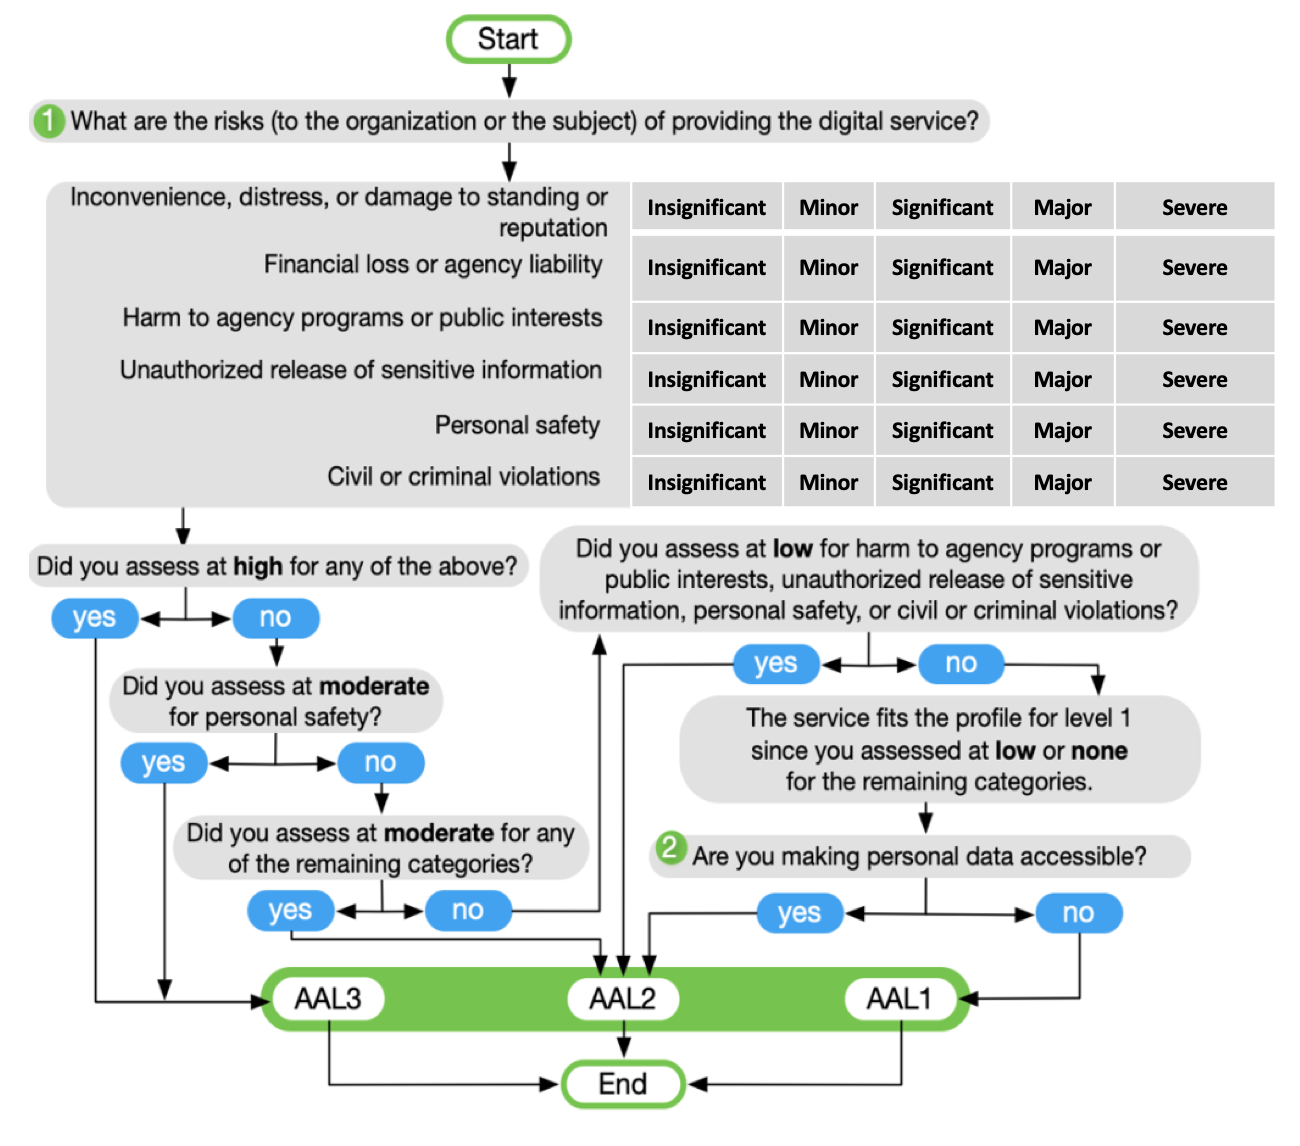 Start
1 What are the risks (to the organization or the subject) of providing the digital service?
Inconvenience, distress, or damage to standing or
reputation
Insignificant Minor Significant Major Severe
Financial loss or agency liability
Insignificant Minor Significant Major Severe
Harm to agency programs or public interests
Insignificant Minor Significant Major Severe
Unauthorized release of sensitive information
Insignificant Minor Significant Major Severe
Personal safety
Insignificant Minor Significant Major Severe
Civil or criminal violations
Insignificant Minor Significant Major Severe
Did you assess at high for any of the above?
yes
no
Did you assess at moderate
for personal safety?
yes
no
Did you assess at moderate for any
of the remaining categories?
yes
no
Did you assess at low for harm to agency programs or
public interests, unauthorized release of sensitive
information, personal safety, or civil or criminal violations?
yes
no
The service fits the profile for level 1
since you assessed at low or none
for the remaining categories.
2 Are you making personal data accessible?
yes
no
AAL3
AAL2
AAL1
End